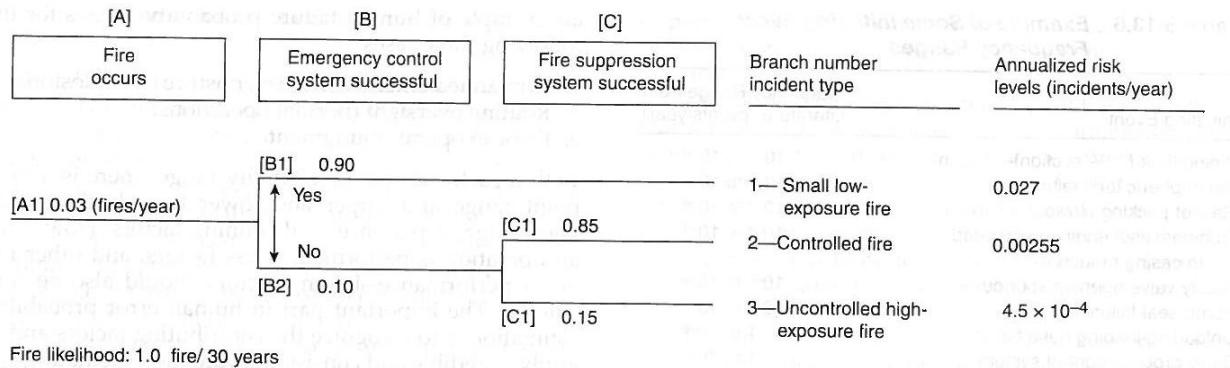 [A]
[B]
[C]
Fire
occurs
Emergency control
system successful
Fire suppression
system successful
Branch number
incident type
Annualized risk
levels (incidents/year)
[B1] 0.90
Yes
1— Small low-
exposure fire
0.027
[A1] 0.03 (fires/year)
[C1] 0.85
No
2—Controlled fire
0.00255
[B2] 0.10
[C1] 0.15
3—Uncontrolled high-
exposure fire
4.5 × 10⁻⁴
Fire likelihood: 1.0 fire/ 30 years